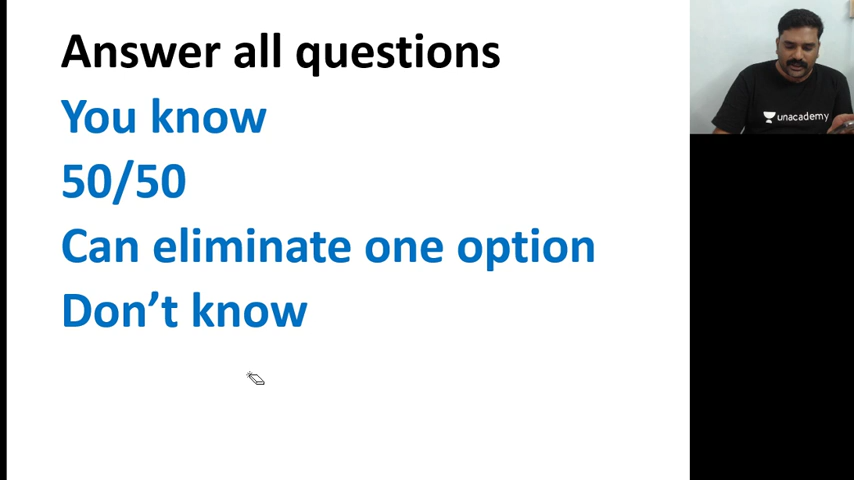 Answer all questions
You know
50/50
Can eliminate one option
Don’t know
unacademy